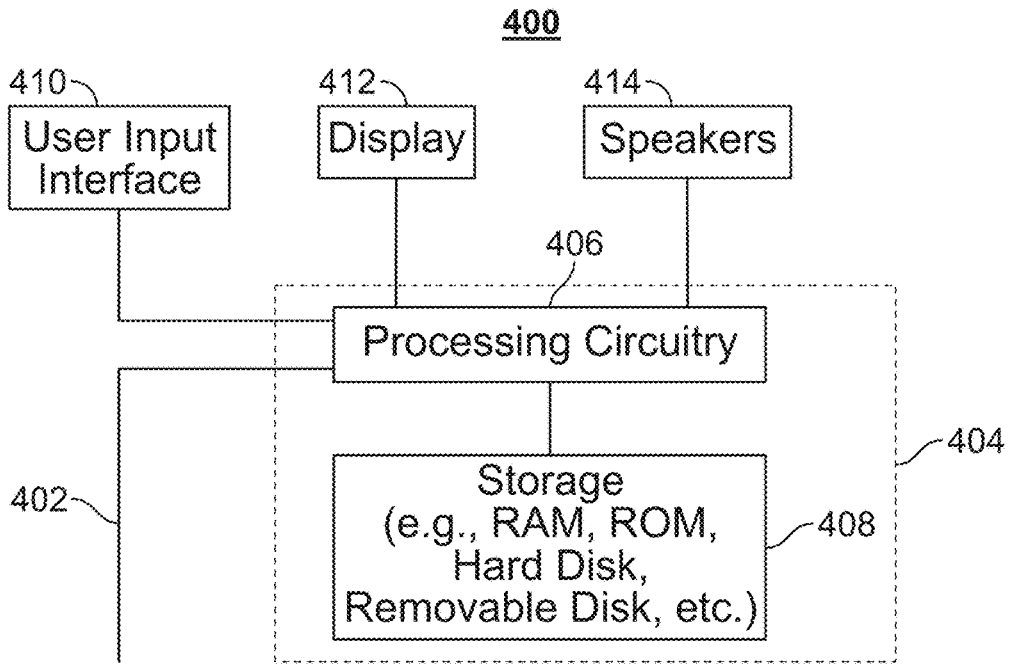 400
410
412
414
User Input
Interface
Display
Speakers
406
Processing Circuitry
404
402
Storage
(e.g., RAM, ROM,
Hard Disk,
Removable Disk, etc.)
408